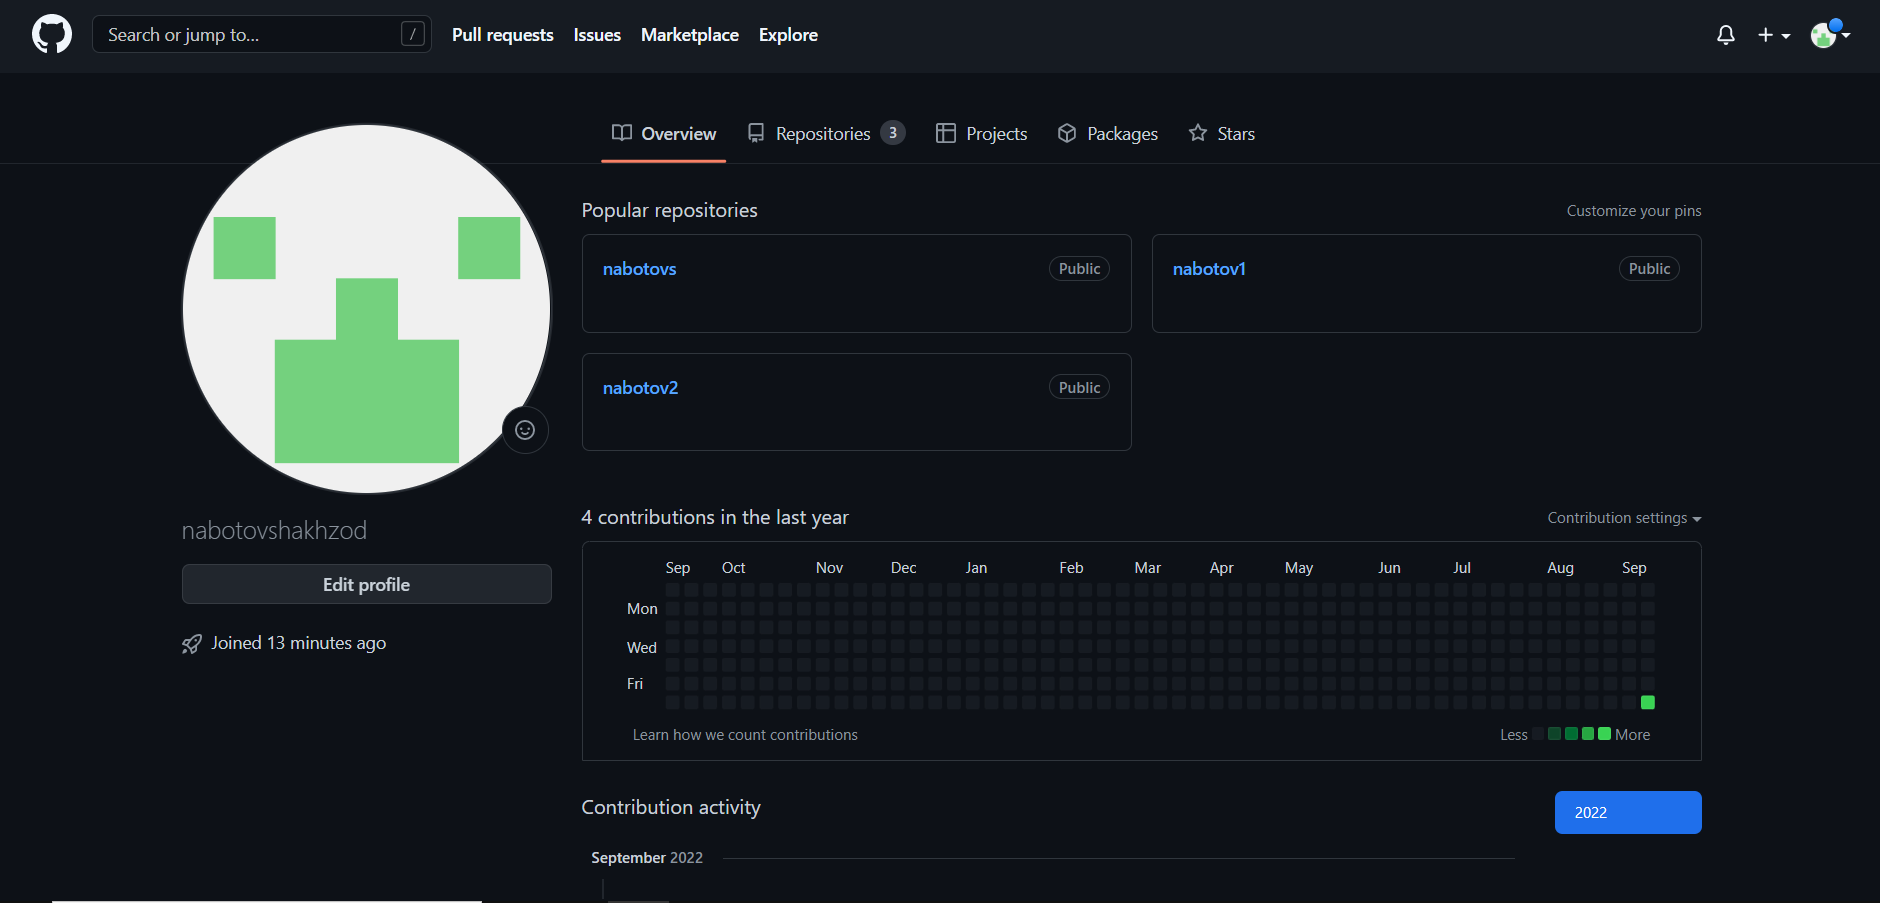 Search or jump to... /
Pull requests
Issues
Marketplace
Explore
Overview
Repositories 3
Projects
Packages
Stars
nabotovshakhzod
Edit profile
Joined 13 minutes ago
Popular repositories
Customize your pins
nabotovs Public
nabotov1 Public
nabotov2 Public
4 contributions in the last year
Contribution settings
Sep Oct Nov Dec Jan Feb Mar Apr May Jun Jul Aug Sep
Mon
Wed
Fri
Learn how we count contributions
Less More
Contribution activity
2022
September 2022